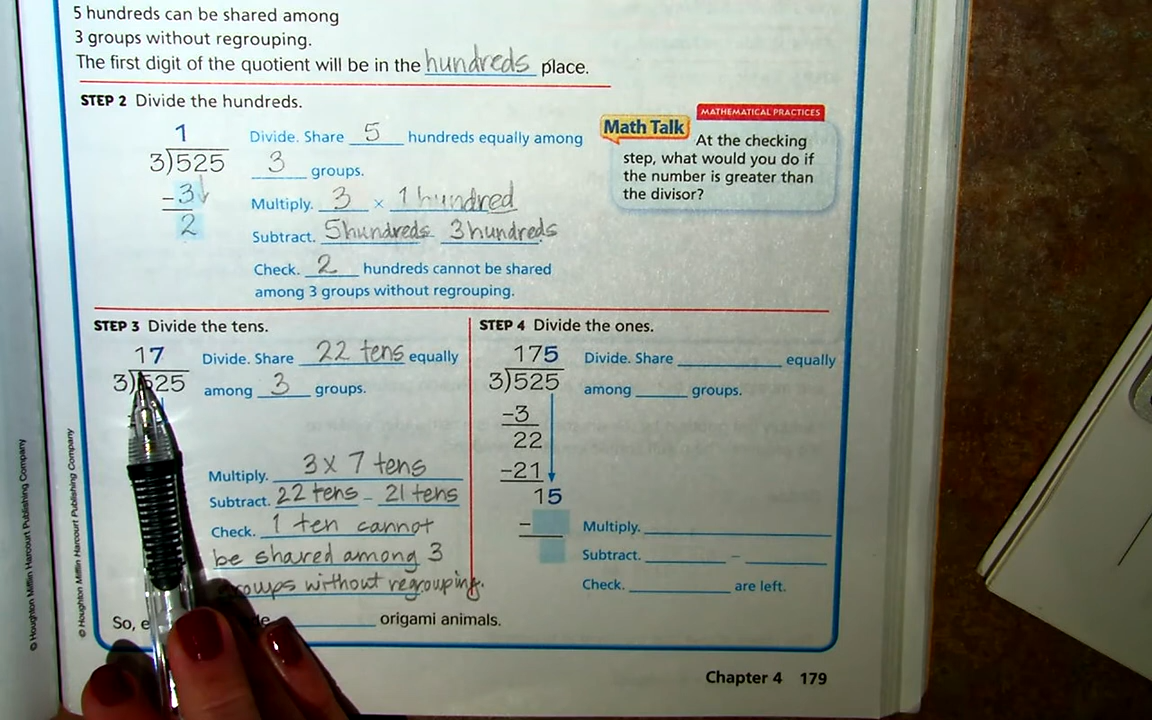 5 hundreds can be shared among
3 groups without regrouping.
The first digit of the quotient will be in the hundreds place.
STEP 2 Divide the hundreds.
1
3)525
-3
2
Divide. Share 5 hundreds equally among
3 groups.
Multiply. 3 × 1 hundred
Subtract. 5 hundreds - 3 hundreds
Check. 2 hundreds cannot be shared
among 3 groups without regrouping.
MATHEMATICAL PRACTICES
Math Talk
At the checking
step, what would you do if
the number is greater than
the divisor?
STEP 3 Divide the tens.
17
3)525
Divide. Share 22 tens equally
among 3 groups.
Multiply. 3 x 7 tens
Subtract. 22 tens - 21 tens
Check. 1 ten cannot
be shared among 3
groups without regrouping.
STEP 4 Divide the ones.
175
3)525
-3
22
-21
15
-
Divide. Share equally
among groups.
Multiply.
Subtract. -
Check. are left.
So, origami animals.
Chapter 4 179
© Houghton Mifflin Harcourt Publishing Company
© Houghton Mifflin Harcourt Publishing Company